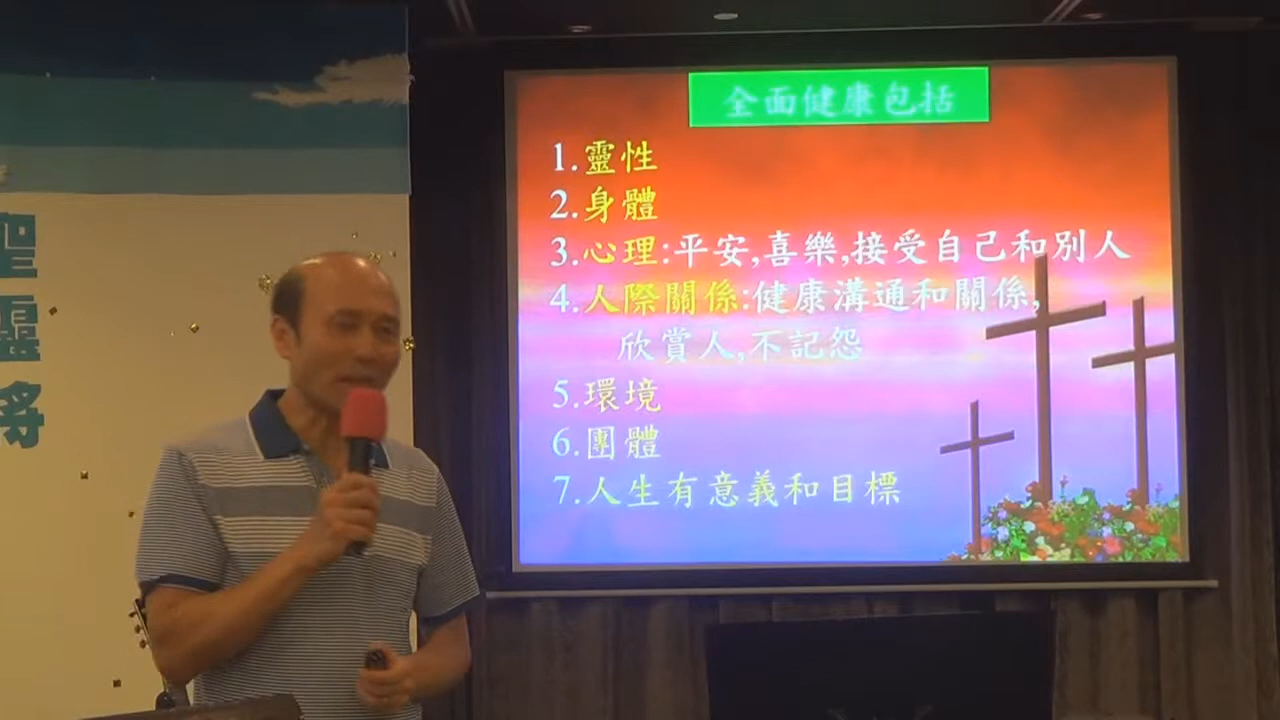 聖靈將
全面健康包括
1.靈性
2.身體
3.心理:平安,喜樂,接受自己和別人
4.人際關係:健康溝通和關係,
欣賞人,不記怨
5.環境
6.團體
7.人生有意義和目標